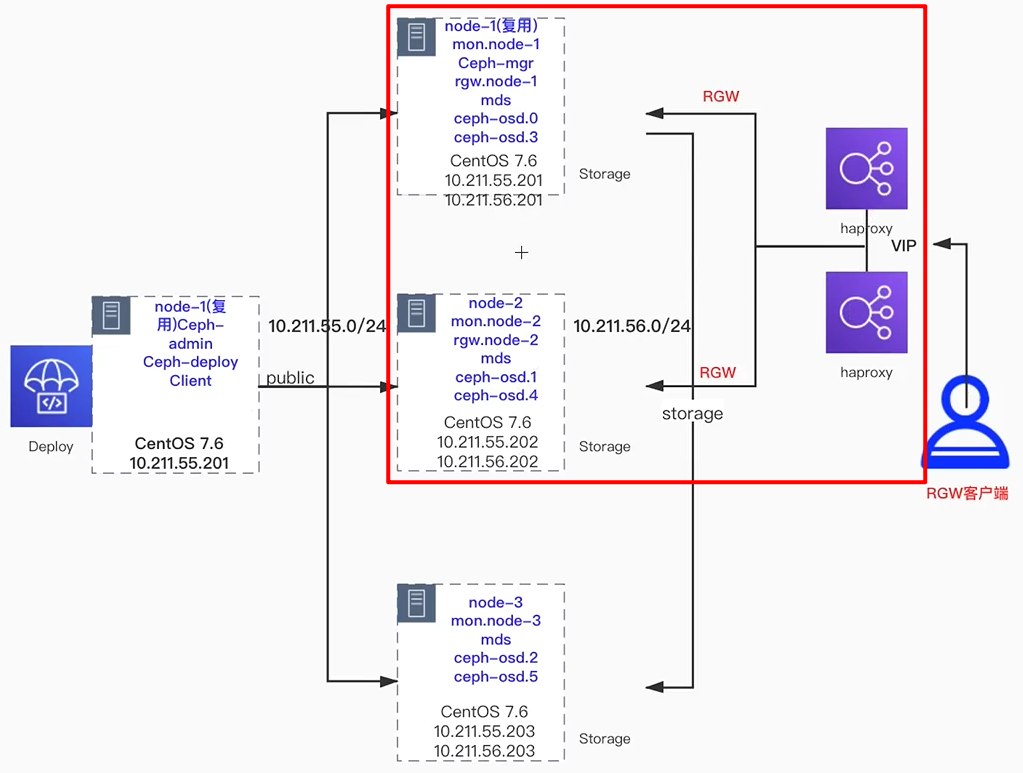 node-1(复用)
mon.node-1
Ceph-mgr
rgw.node-1
mds
ceph-osd.0
ceph-osd.3
CentOS 7.6
10.211.55.201
10.211.56.201
Storage
RGW
haproxy
VIP
node-1(复
用)Ceph-
admin
Ceph-deploy
Client
CentOS 7.6
10.211.55.201
Deploy
10.211.55.0/24
public
node-2
mon.node-2
rgw.node-2
mds
ceph-osd.1
ceph-osd.4
CentOS 7.6
10.211.55.202
10.211.56.202
Storage
10.211.56.0/24
RGW
storage
haproxy
RGW客户端
node-3
mon.node-3
mds
ceph-osd.2
ceph-osd.5
CentOS 7.6
10.211.55.203
10.211.56.203
Storage